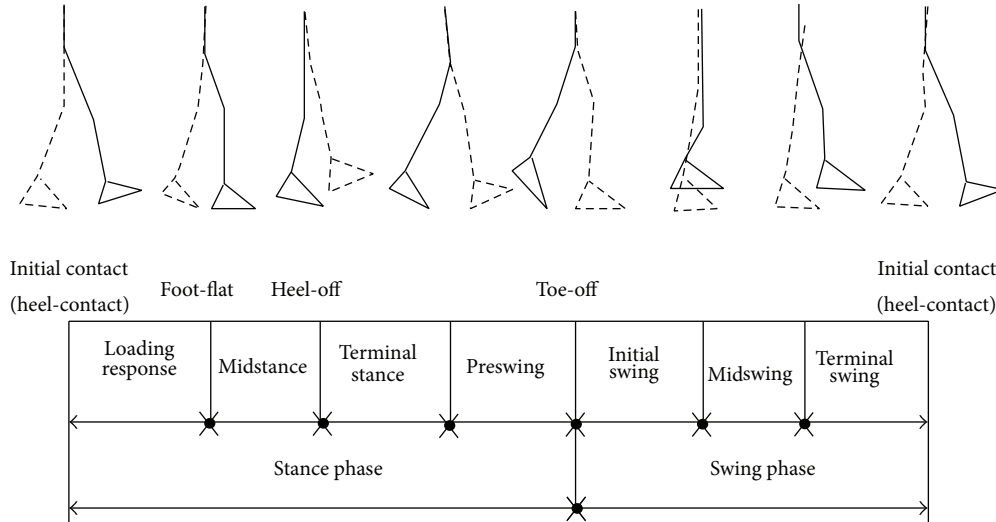 Initial contact
(heel-contact)
Foot-flat
Heel-off
Toe-off
Initial contact
(heel-contact)
Loading
response
Midstance
Terminal
stance
Preswing
Initial
swing
Midswing
Terminal
swing
Stance phase
Swing phase